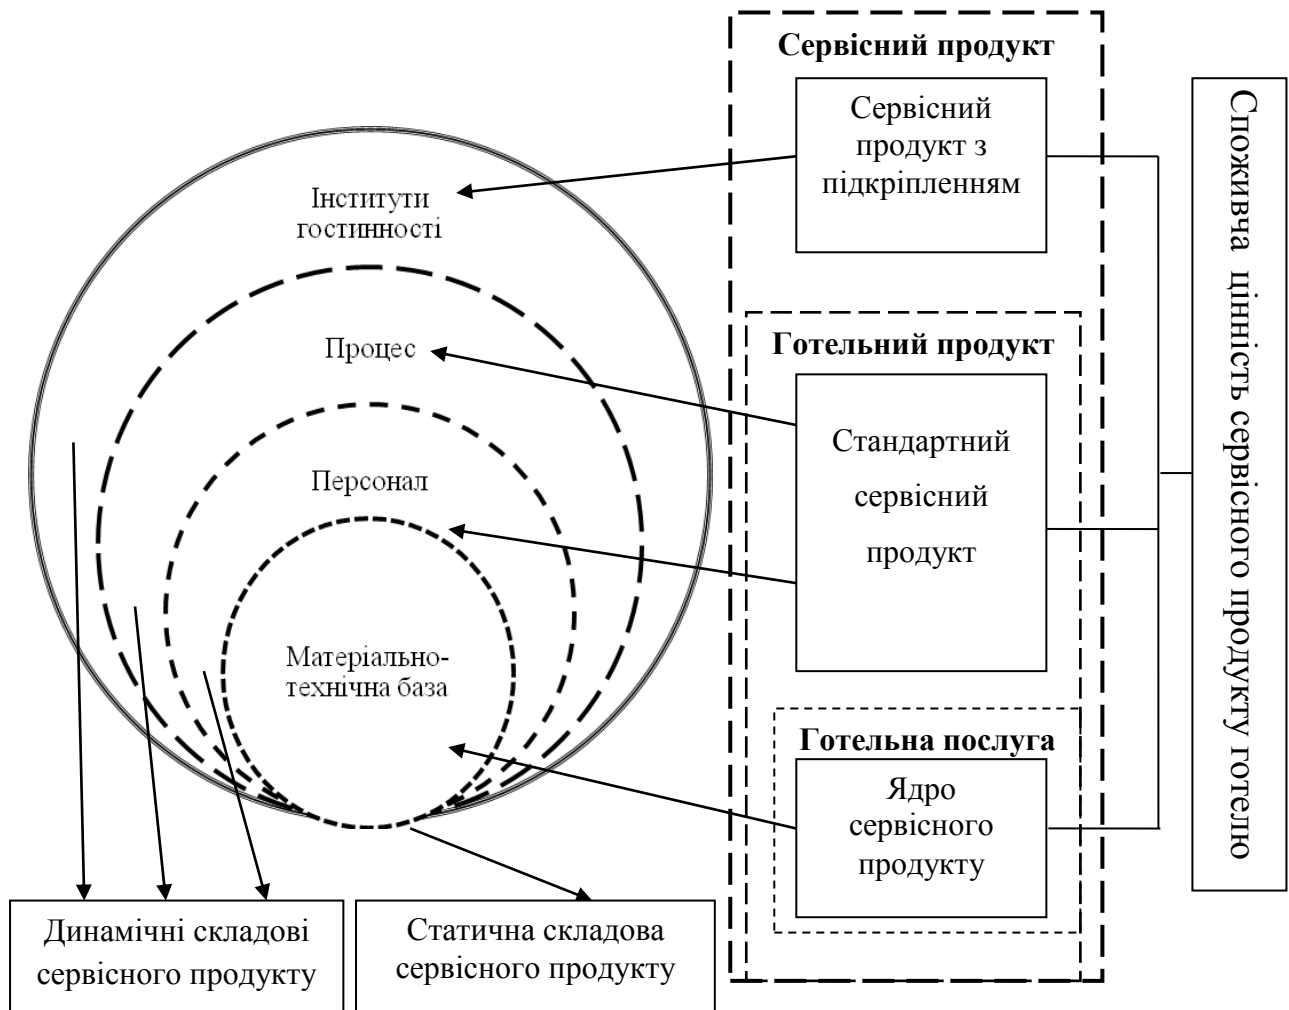 Сервісний продукт
Сервісний
продукт з
підкріпленням
Інститути
гостинності
Готельний продукт
Процес
Стандартний
сервісний
продукт
Персонал
Матеріально-
технічна база
Готельна послуга
Ядро
сервісного
продукту
Динамічні складові
сервісного продукту
Статична складова
сервісного продукту
Споживча цінність сервісного продукту готелю